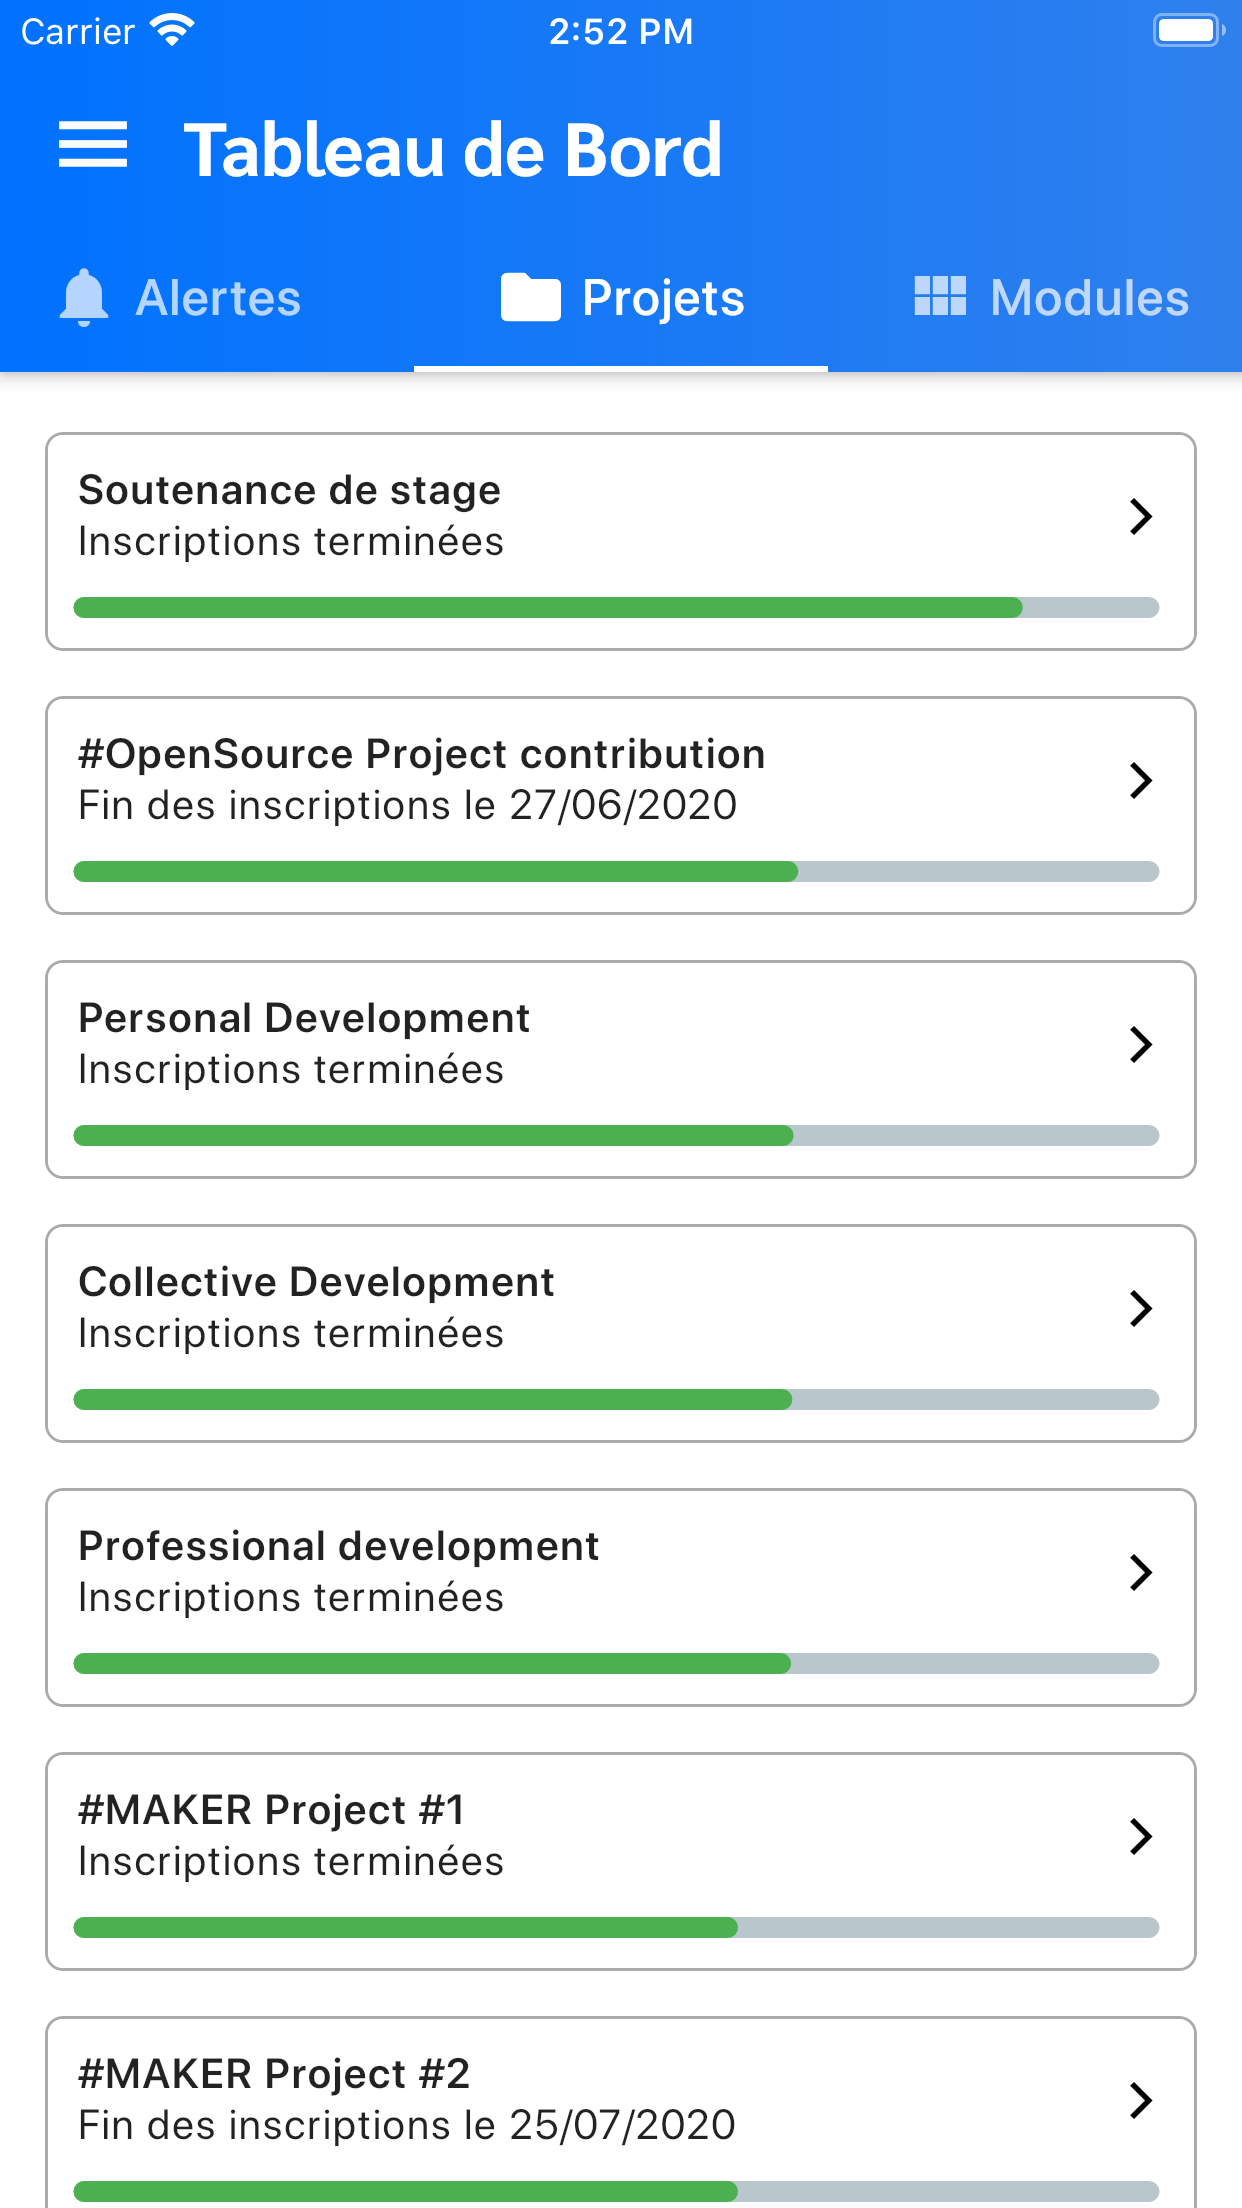 Carrier 2:52 PM
Tableau de Bord
Alertes Projets Modules
Soutenance de stage
Inscriptions terminées
#OpenSource Project contribution
Fin des inscriptions le 27/06/2020
Personal Development
Inscriptions terminées
Collective Development
Inscriptions terminées
Professional development
Inscriptions terminées
#MAKER Project #1
Inscriptions terminées
#MAKER Project #2
Fin des inscriptions le 25/07/2020